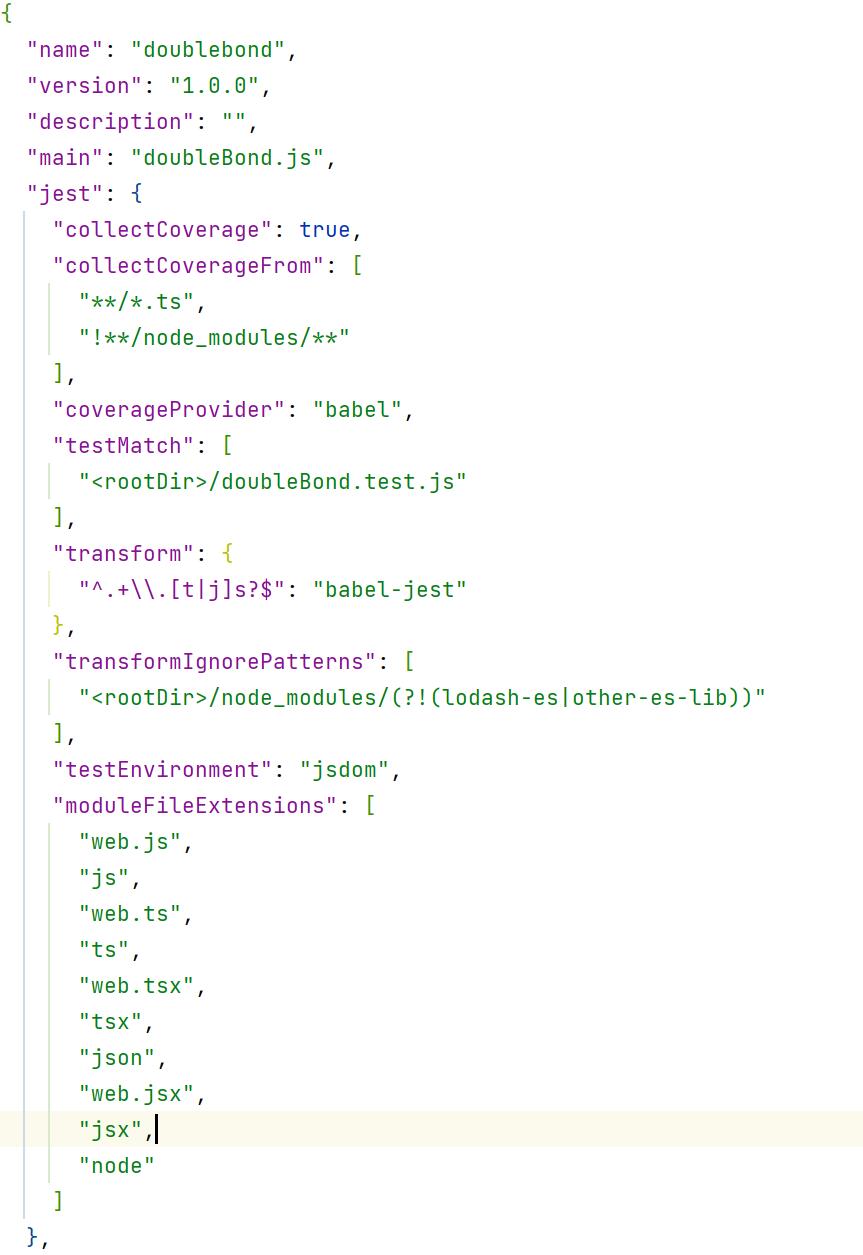 {
  "name": "doublebond",
  "version": "1.0.0",
  "description": "",
  "main": "doubleBond.js",
  "jest": {
    "collectCoverage": true,
    "collectCoverageFrom": [
      "**/*.ts",
      "!**/node_modules/**"
    ],
    "coverageProvider": "babel",
    "testMatch": [
      "<rootDir>/doubleBond.test.js"
    ],
    "transform": {
      "^.+\\.[t|j]s?$": "babel-jest"
    },
    "transformIgnorePatterns": [
      "<rootDir>/node_modules/(?!(lodash-es|other-es-lib))"
    ],
    "testEnvironment": "jsdom",
    "moduleFileExtensions": [
      "web.js",
      "js",
      "web.ts",
      "ts",
      "web.tsx",
      "tsx",
      "json",
      "web.jsx",
      "jsx",
      "node"
    ]
  },